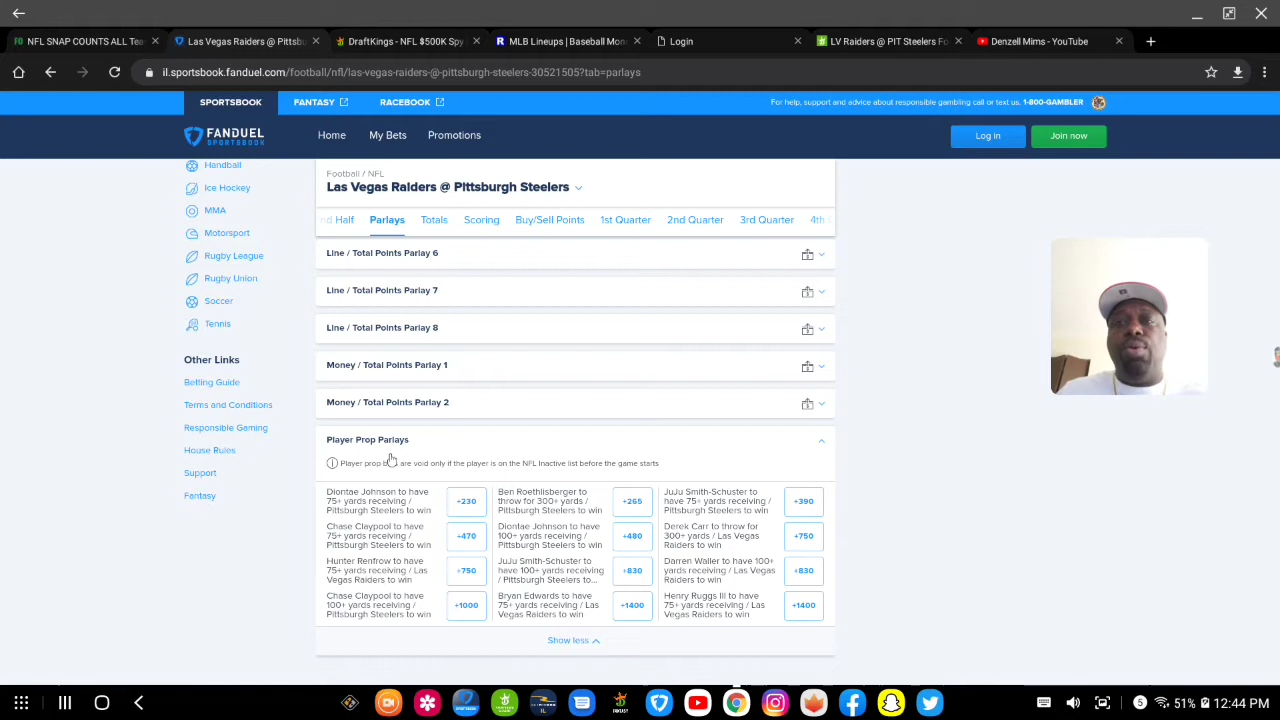 NFL SNAP COUNTS ALL Tea
Las Vegas Raiders @ Pittsbu
DraftKings - NFL $500K Spy
MLB Lineups | Baseball Mon
Login
LV Raiders @ PIT Steelers Fo
Denzell Mims - YouTube
il.sportsbook.fanduel.com/football/nfl/las-vegas-raiders-@-pittsburgh-steelers-30521505?tab=parlays
SPORTSBOOK
FANTASY
RACEBOOK
For help, support and advice about responsible gambling call or text us. 1-800-GAMBLER
FANDUEL
SPORTSBOOK
Home
My Bets
Promotions
Log in
Join now
Handball
Ice Hockey
MMA
Motorsport
Rugby League
Rugby Union
Soccer
Tennis
Other Links
Betting Guide
Terms and Conditions
Responsible Gaming
House Rules
Support
Fantasy
Football / NFL
Las Vegas Raiders @ Pittsburgh Steelers
nd Half
Parlays
Totals
Scoring
Buy/Sell Points
1st Quarter
2nd Quarter
3rd Quarter
4th
Line / Total Points Parlay 6
Line / Total Points Parlay 7
Line / Total Points Parlay 8
Money / Total Points Parlay 1
Money / Total Points Parlay 2
Player Prop Parlays
Player prop b are void only if the player is on the NFL Inactive list before the game starts
Diontae Johnson to have
75+ yards receiving /
Pittsburgh Steelers to win
+230
Ben Roethlisberger to
throw for 300+ yards /
Pittsburgh Steelers to win
+265
JuJu Smith-Schuster to
have 75+ yards receiving /
Pittsburgh Steelers to win
+390
Chase Claypool to have
75+ yards receiving /
Pittsburgh Steelers to win
+470
Diontae Johnson to have
100+ yards receiving /
Pittsburgh Steelers to win
+480
Derek Carr to throw for
300+ yards / Las Vegas
Raiders to win
+750
Hunter Renfrow to have
75+ yards receiving / Las
Vegas Raiders to win
+750
JuJu Smith-Schuster to
have 100+ yards receiving
/ Pittsburgh Steelers to...
+830
Darren Waller to have 100+
yards receiving / Las Vegas
Raiders to win
+830
Chase Claypool to have
100+ yards receiving /
Pittsburgh Steelers to win
+1000
Bryan Edwards to have
75+ yards receiving / Las
Vegas Raiders to win
+1400
Henry Ruggs III to have
75+ yards receiving / Las
Vegas Raiders to win
+1400
Show less
51%
12:44 PM